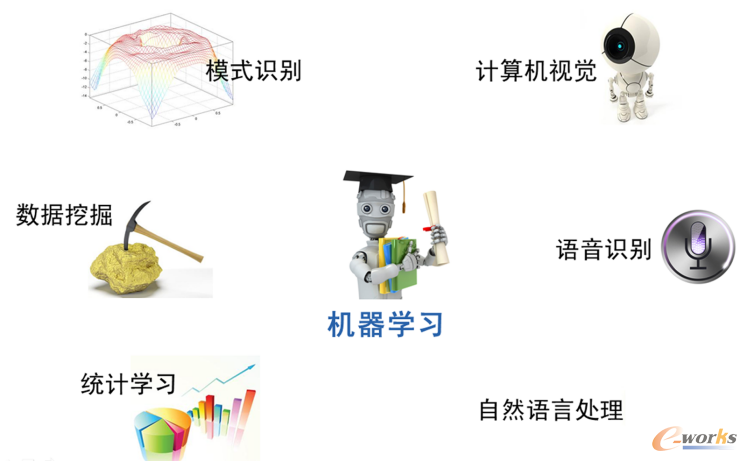 模式识别
计算机视觉
数据挖掘
语音识别
机器学习
统计学习
自然语言处理
e-works